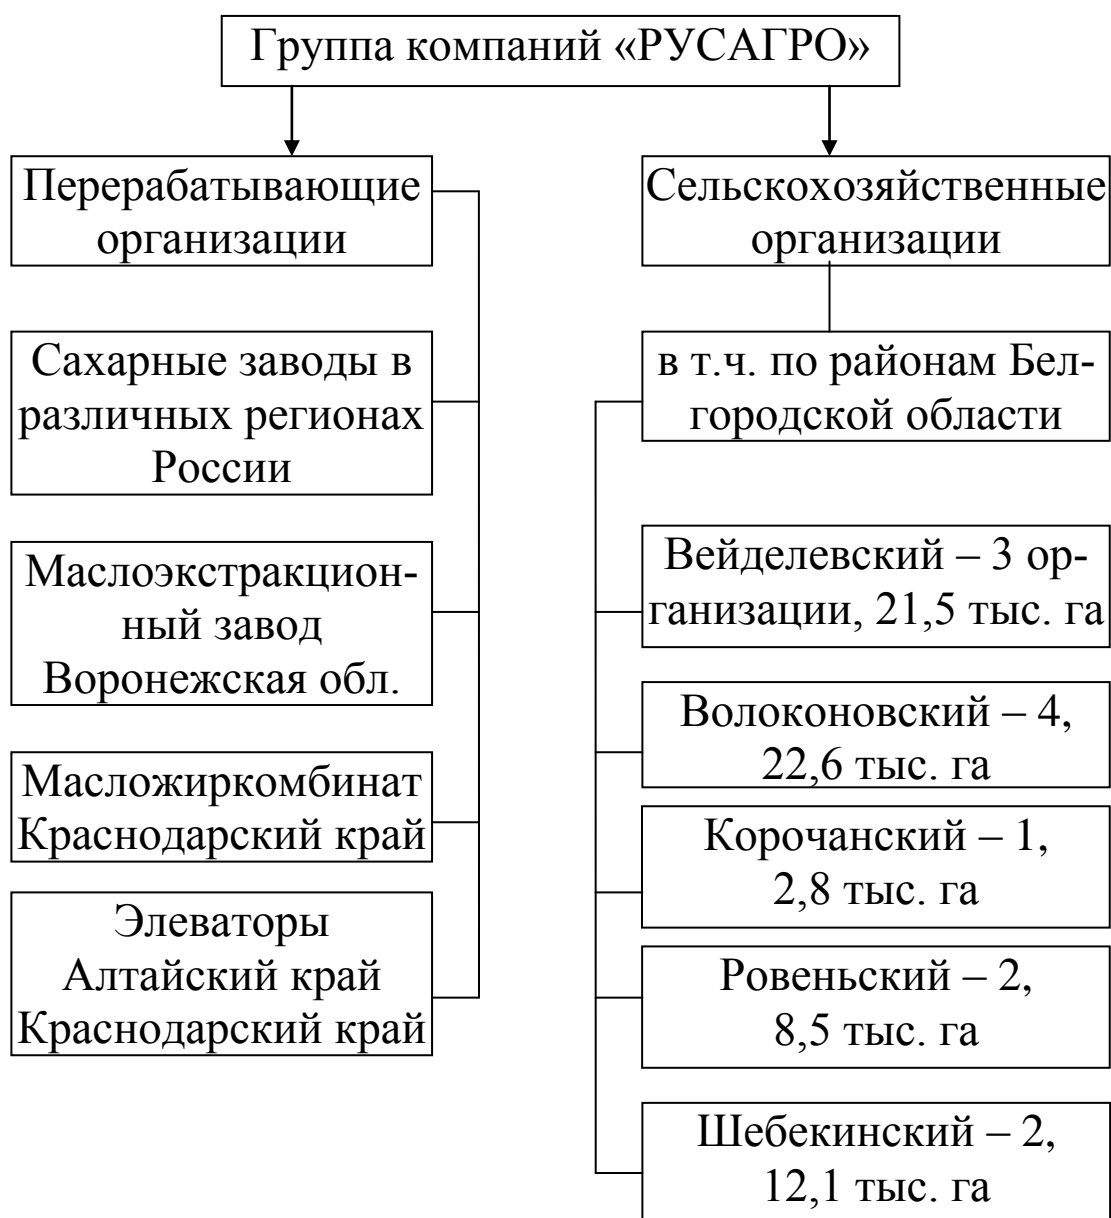 Группа компаний «РУСАГРО»
Перерабатывающие
организации
Сахарные заводы в
различных регионах
России
Маслоэкстракцион-
ный завод
Воронежская обл.
Масложиркомбинат
Краснодарский край
Элеваторы
Алтайский край
Краснодарский край
Сельскохозяйственные
организации
в т.ч. по районам Бел-
городской области
Вейделевский – 3 ор-
ганизации, 21,5 тыс. га
Волоконовский – 4,
22,6 тыс. га
Корочанский – 1,
2,8 тыс. га
Ровеньский – 2,
8,5 тыс. га
Шебекинский – 2,
12,1 тыс. га